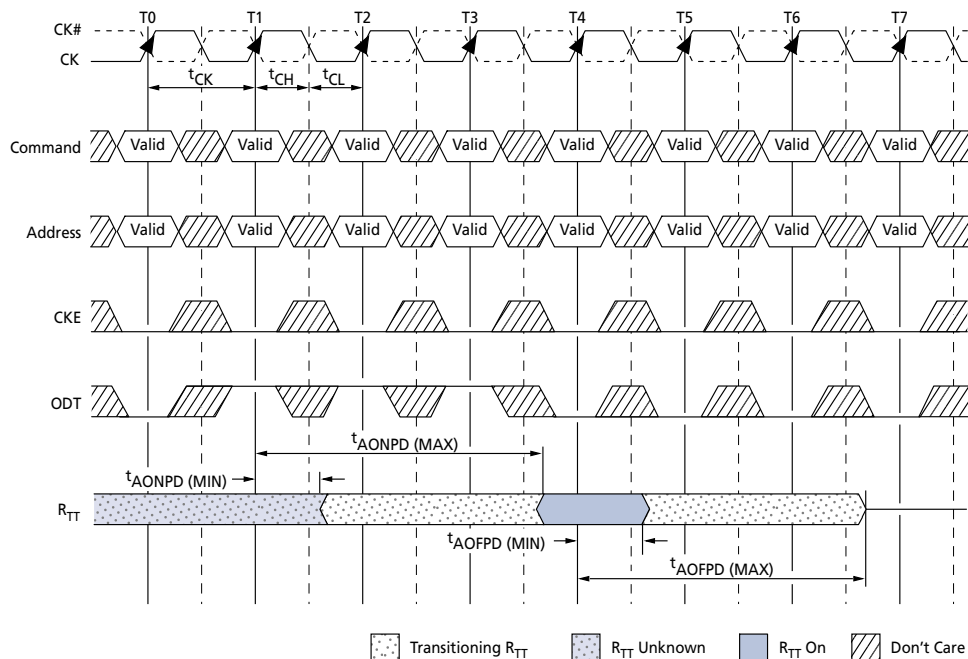 T0 T1 T2 T3 T4 T5 T6 T7
CK#
CK
tCK tCH tCL
Command Valid Valid Valid Valid Valid Valid Valid Valid
Address Valid Valid Valid Valid Valid Valid Valid Valid
CKE
ODT
tAONPD (MAX)
tAONPD (MIN)
RTT
tAOFPD (MIN)
tAOFPD (MAX)
Transitioning RTT RTT Unknown RTT On Don't Care